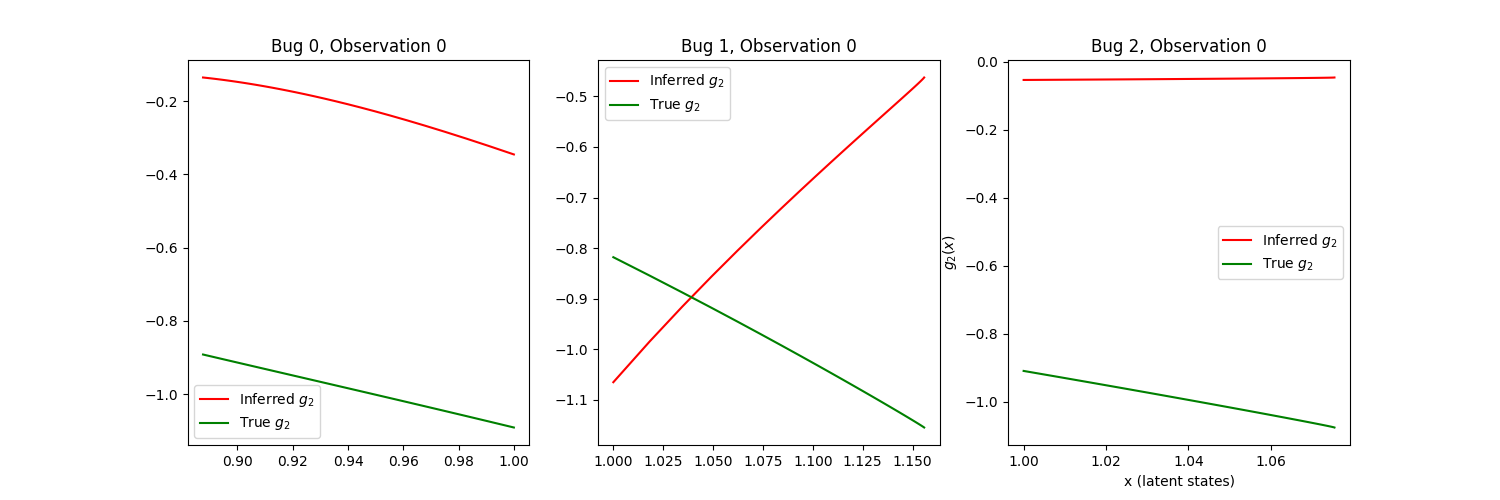 Bug 0, Observation 0
−0.2
−0.4
−0.6
−0.8
−1.0
Inferred g₂
True g₂
0.90 0.92 0.94 0.96 0.98 1.00
Bug 1, Observation 0
Inferred g₂
True g₂
−0.5
−0.6
−0.7
−0.8
−0.9
−1.0
−1.1
1.000 1.025 1.050 1.075 1.100 1.125 1.150
Bug 2, Observation 0
g₂(x)
0.0
−0.2
−0.4
−0.6
−0.8
−1.0
Inferred g₂
True g₂
1.00 1.02 1.04 1.06
x (latent states)